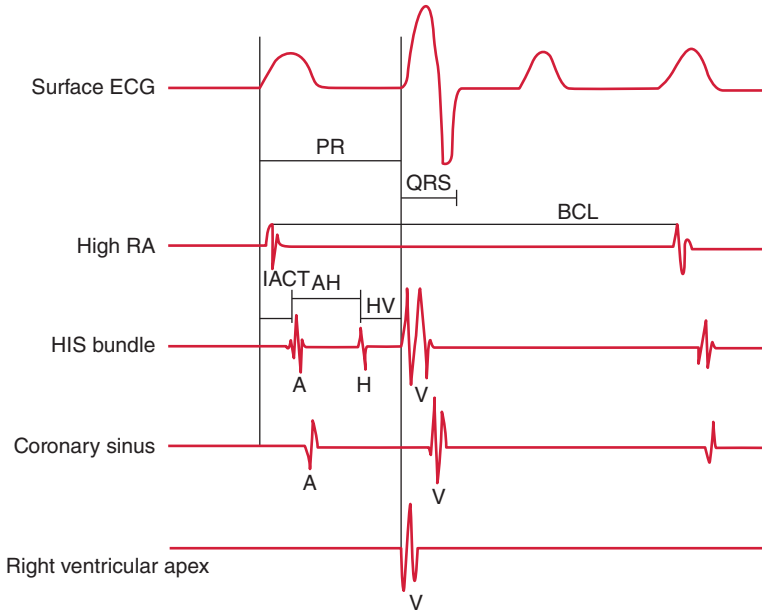 Surface ECG
PR
QRS
BCL
High RA
IACT AH
HV
HIS bundle
A H V
Coronary sinus
A V
Right ventricular apex
V